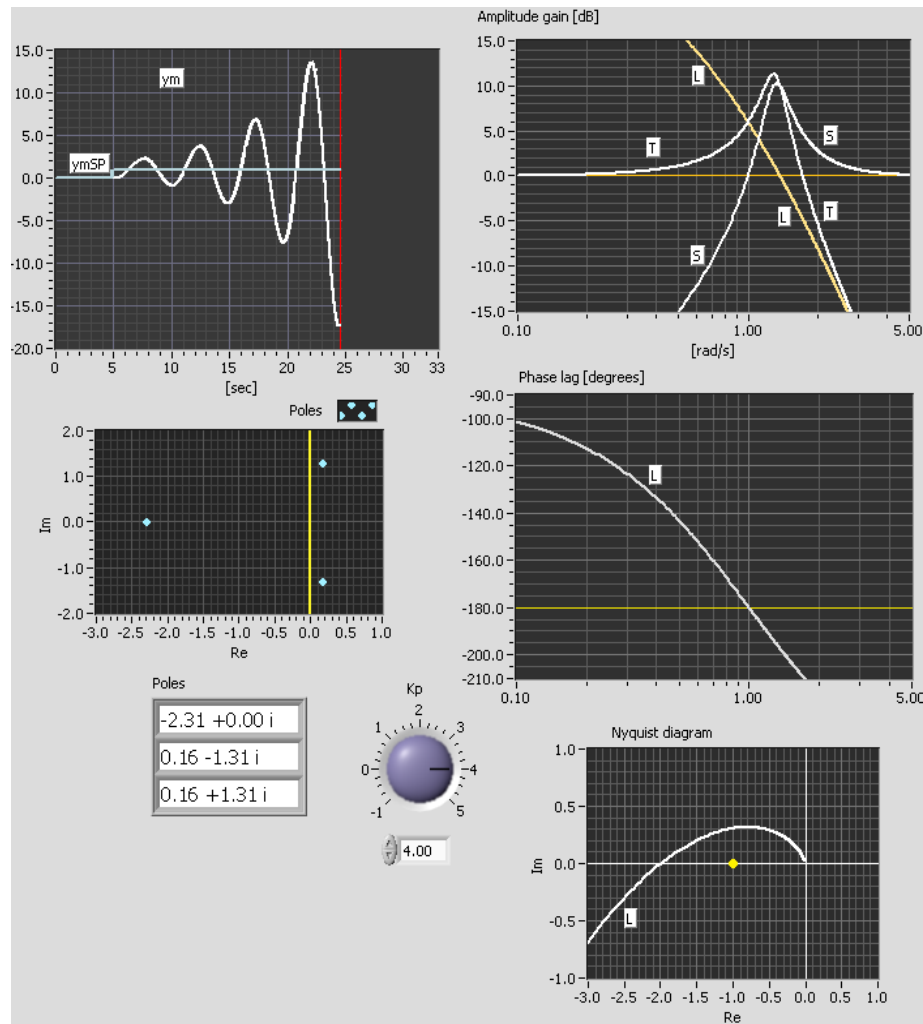 Amplitude gain [dB]
15.0
10.0
5.0
0.0
-5.0
-10.0
-15.0
-20.0
ym
ymSP
0 5 10 15 20 25 30 33
[sec]
15.0
10.0
5.0
0.0
-5.0
-10.0
-15.0
L
T
S
S
L
T
0.10 1.00 5.00
[rad/s]
Poles
2.0
1.0
0.0
-1.0
-2.0
Im
-3.0 -2.5 -2.0 -1.5 -1.0 -0.5 0.0 0.5 1.0
Re
Phase lag [degrees]
-90.0
-100.0
-120.0
-140.0
-160.0
-180.0
-200.0
-210.0
L
0.10 1.00 5.00
Poles
-2.31 +0.00 i
0.16 -1.31 i
0.16 +1.31 i
Kp
-1 0 1 2 3 4 5
4.00
Nyquist diagram
1.0
0.5
0.0
-0.5
-1.0
Im
L
-3.0 -2.5 -2.0 -1.5 -1.0 -0.5 0.0 0.5 1.0
Re